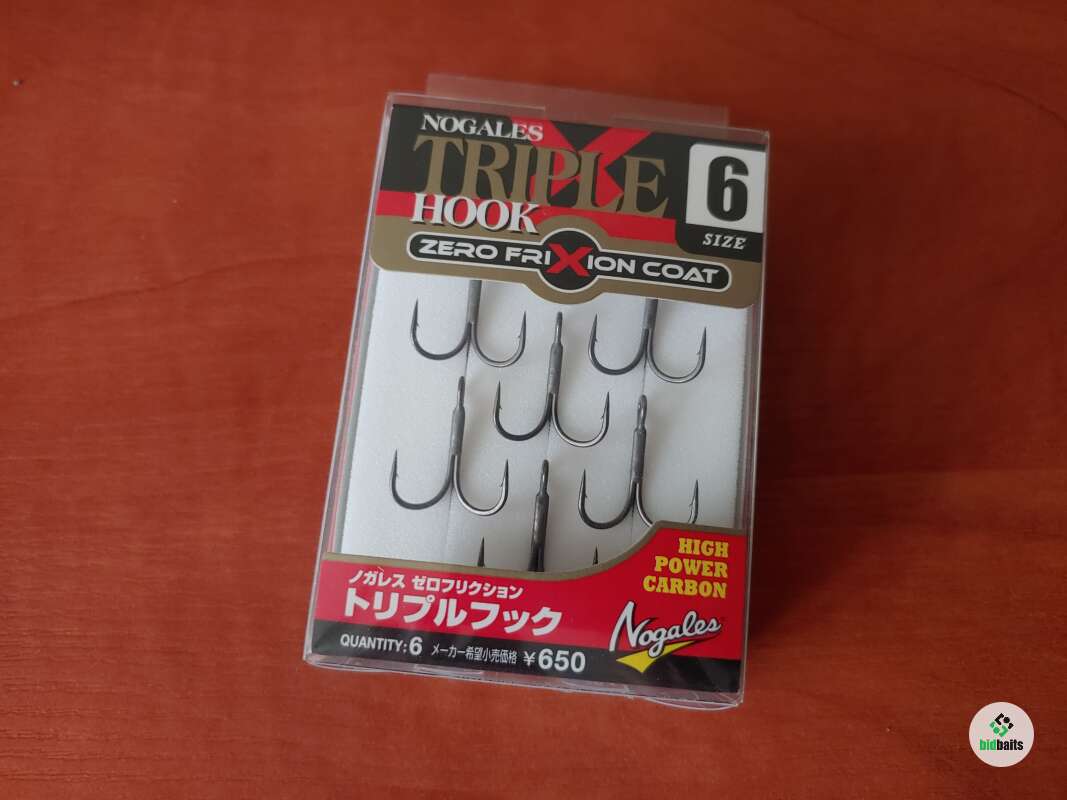 NOGALES
TRIPLE
HOOK
6
SIZE
ZERO FRIXION COAT
HIGH
POWER
CARBON
ノガレス ゼロフリクション
トリプルフック
Nogales
QUANTITY:6 メーカー希望小売価格 ¥650
bidbaits